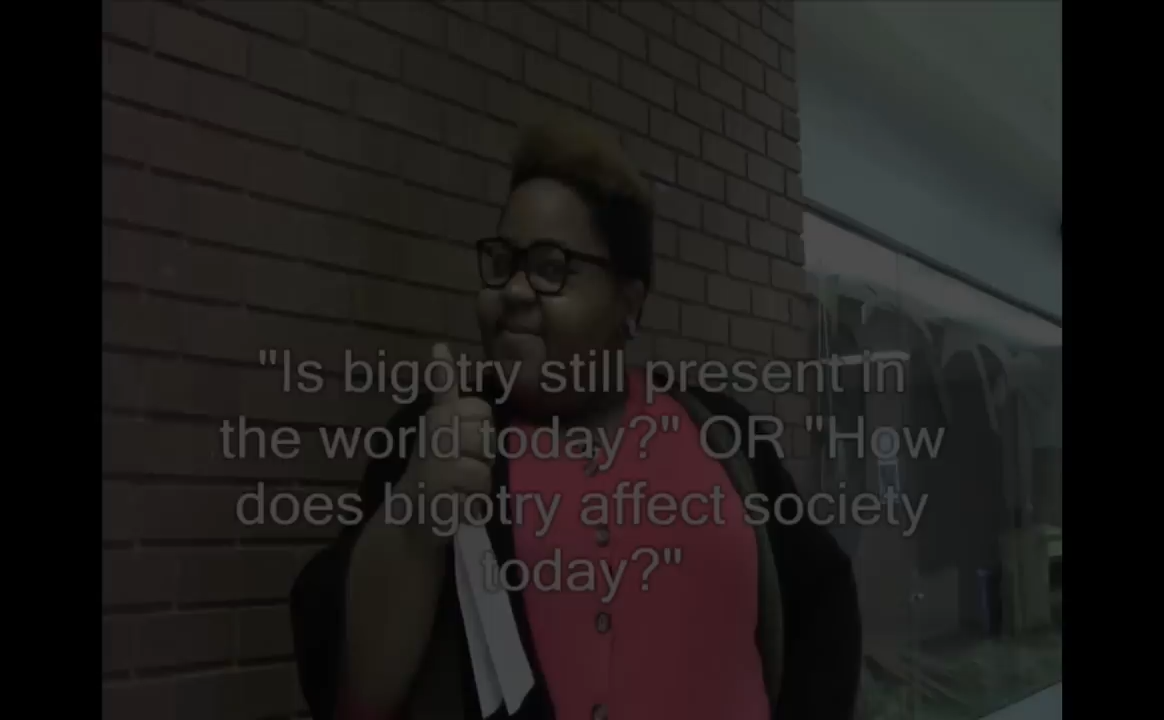 "Is bigotry still present in
the world today?" OR "How
does bigotry affect society
today?"